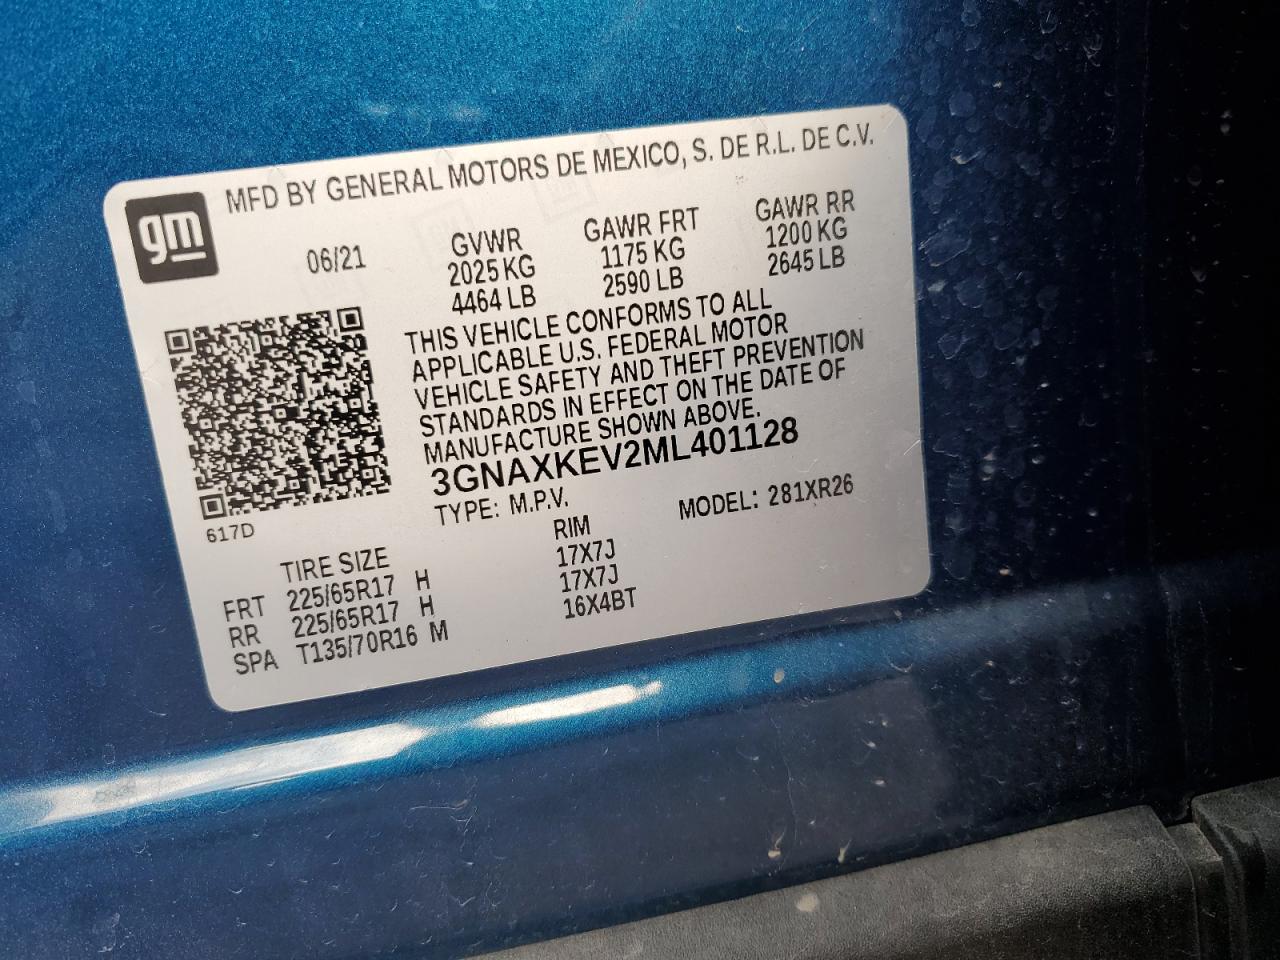 gm
MFD BY GENERAL MOTORS DE MEXICO, S. DE R.L. DE C.V.
06/21 GVWR GAWR FRT GAWR RR
2025 KG 1175 KG 1200 KG
4464 LB 2590 LB 2645 LB
THIS VEHICLE CONFORMS TO ALL
APPLICABLE U.S. FEDERAL MOTOR
VEHICLE SAFETY AND THEFT PREVENTION
STANDARDS IN EFFECT ON THE DATE OF
MANUFACTURE SHOWN ABOVE.
3GNAXKEV2ML401128
TYPE: M.P.V. MODEL: 281XR26
617D
TIRE SIZE RIM
FRT 225/65R17 H 17X7J
RR 225/65R17 H 17X7J
SPA T135/70R16 M 16X4BT